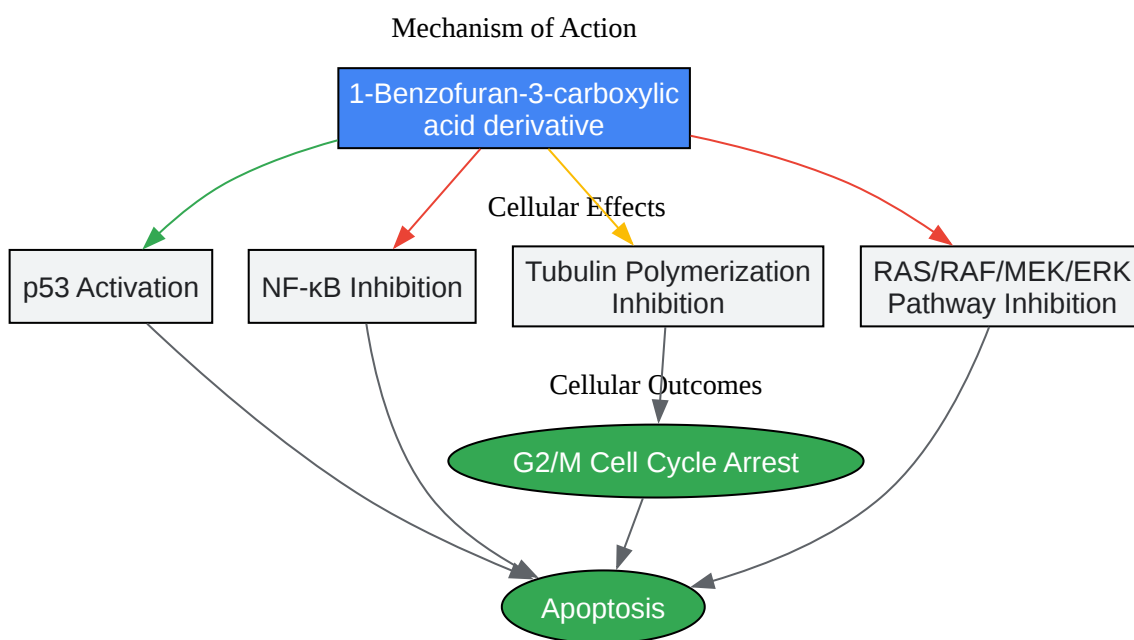 Mechanism of Action
1-Benzofuran-3-carboxylic
acid derivative
Cellular Effects
p53 Activation
NF-κB Inhibition
Tubulin Polymerization
Inhibition
RAS/RAF/MEK/ERK
Pathway Inhibition
Cellular Outcomes
G2/M Cell Cycle Arrest
Apoptosis